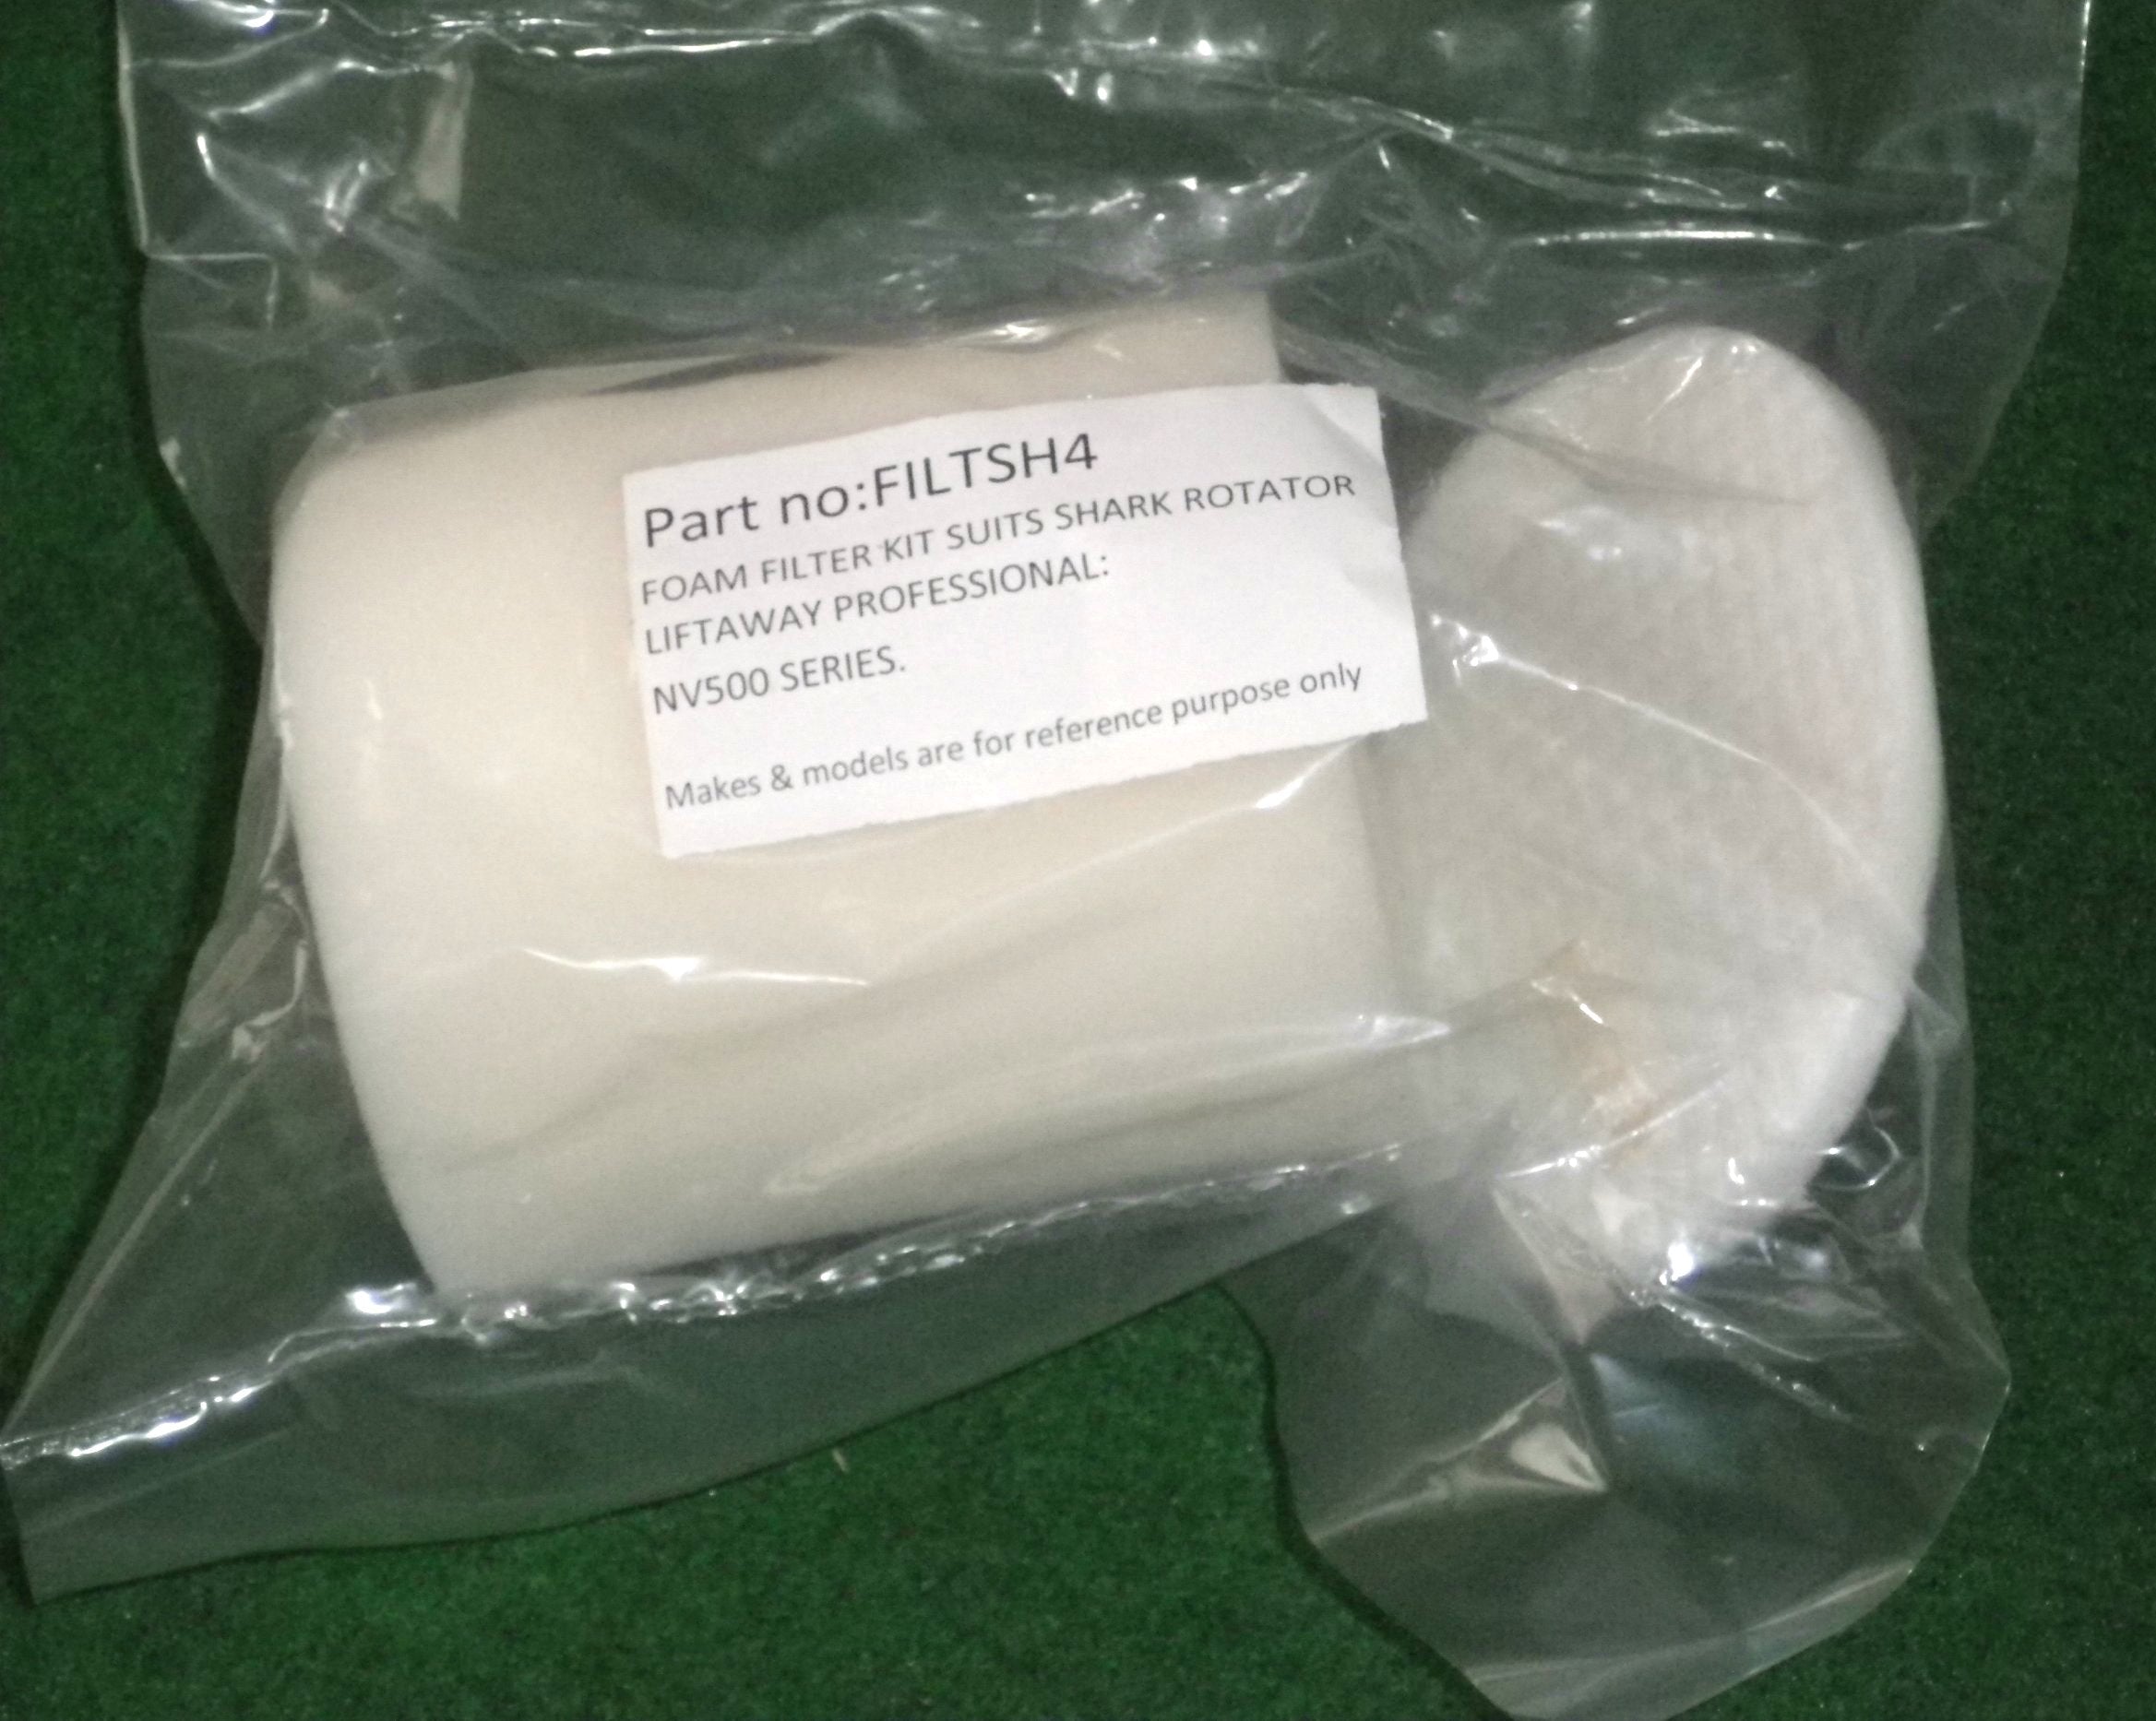 Part no:FILTSH4
FOAM FILTER KIT SUITS SHARK ROTATOR
LIFTAWAY PROFESSIONAL:
NV500 SERIES.
Makes & models are for reference purpose only